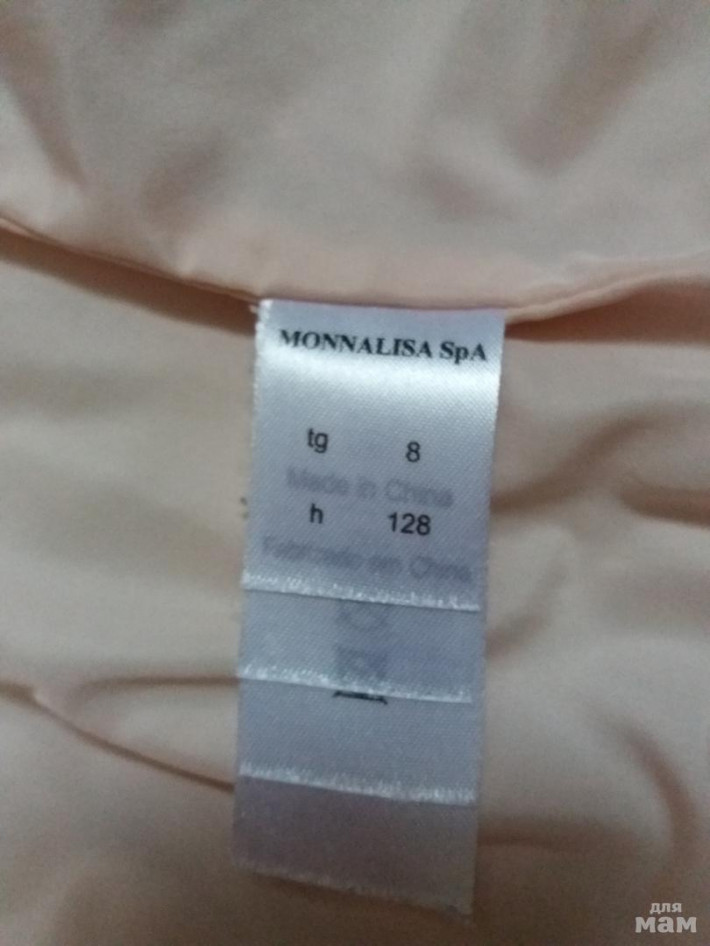 MONNALISA SpA
tg 8
Made in China
h 128
Fabricado em China
для
мам